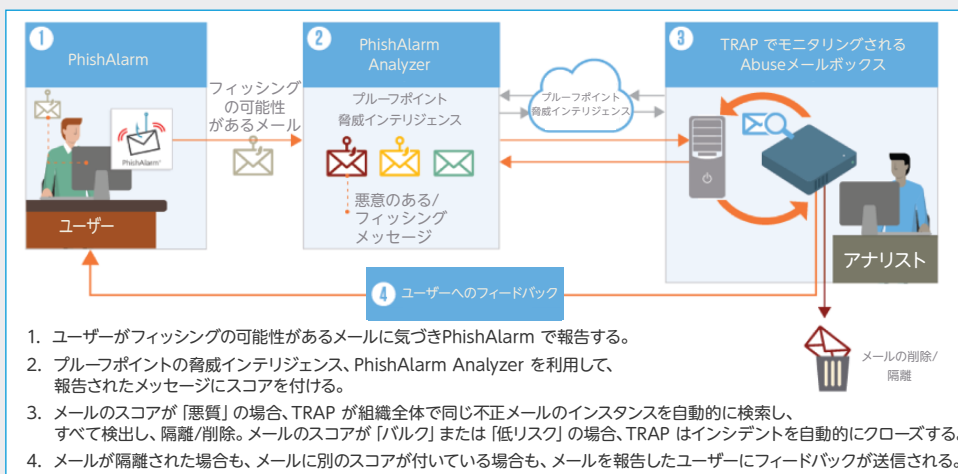 1
PhishAlarm
2
PhishAlarm
Analyzer
3
TRAP でモニタリングされる
Abuseメールボックス
フィッシング
の可能性
があるメール
プルーフポイント
脅威インテリジェンス
プルーフポイント
脅威インテリジェンス
PhishAlarm
悪意のある/
フィッシング
メッセージ
ユーザー
アナリスト
4 ユーザーへのフィードバック
メールの削除/
隔離
1. ユーザーがフィッシングの可能性があるメールに気づきPhishAlarm で報告する。
2. プルーフポイントの脅威インテリジェンス、PhishAlarm Analyzer を利用して、
報告されたメッセージにスコアを付ける。
3. メールのスコアが「悪質」の場合、TRAP が組織全体で同じ不正メールのインスタンスを自動的に検索し、
すべて検出し、隔離/削除。メールのスコアが「バルク」または「低リスク」の場合、TRAP はインシデントを自動的にクローズする。
4. メールが隔離された場合も、メールに別のスコアが付いている場合も、メールを報告したユーザーにフィードバックが送信される。